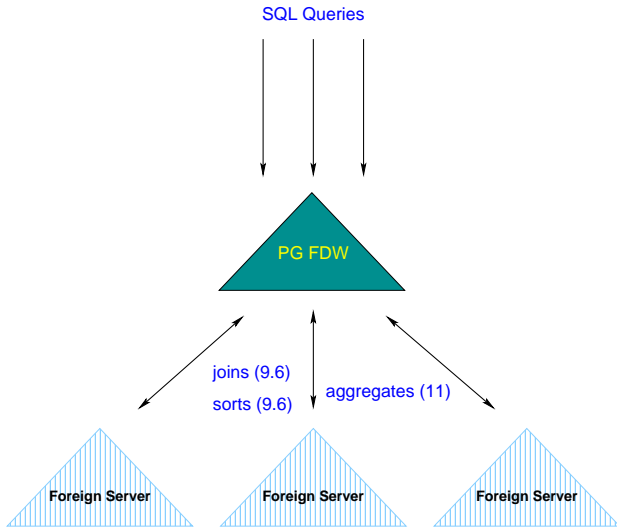 SQL Queries
PG FDW
joins (9.6)
sorts (9.6)
aggregates (11)
Foreign Server
Foreign Server
Foreign Server